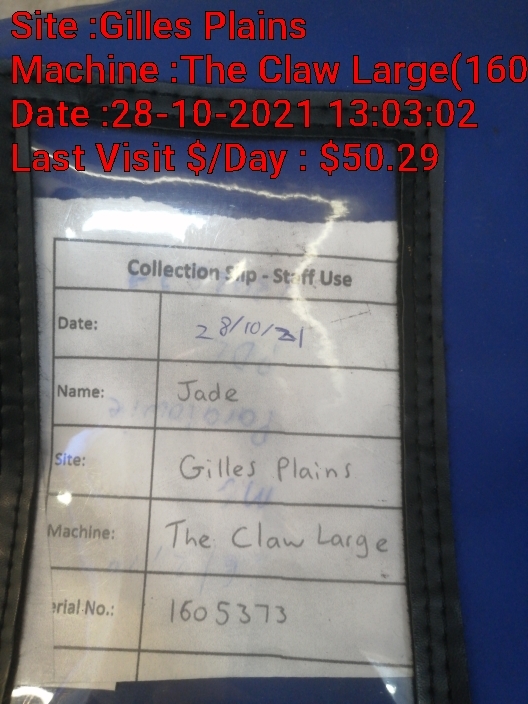 Site :Gilles Plains
Machine :The Claw Large(160
Date :28-10-2021 13:03:02
Last Visit $/Day : $50.29
Collection Slip - Staff Use
Date: 28/10/21
Name: Jade
Site: Gilles Plains
Machine: The Claw Large
erial No.: 1605373